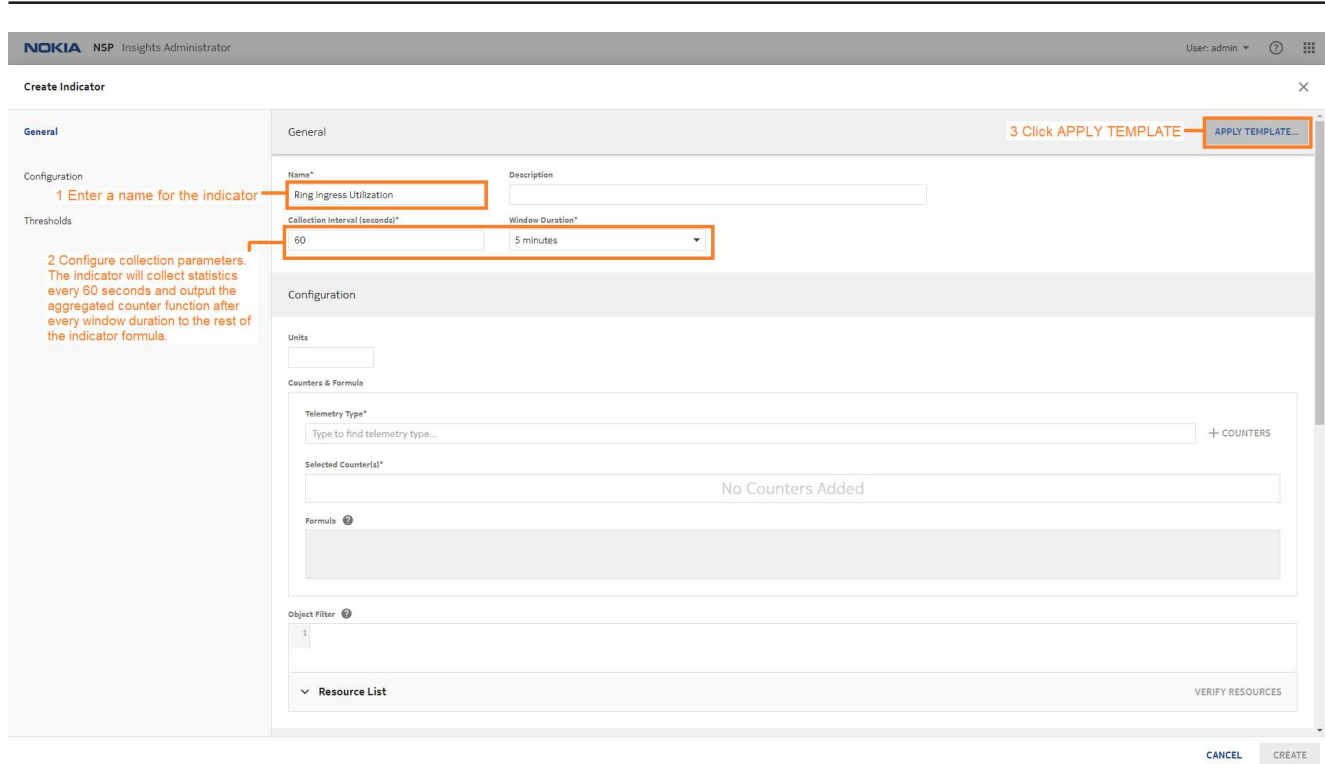 NOKIA NSP Insights Administrator
User: admin
Create Indicator
General
General
3 Click APPLY TEMPLATE
APPLY TEMPLATE...
Configuration
1 Enter a name for the indicator
Thresholds
2 Configure collection parameters.
The indicator will collect statistics
every 60 seconds and output the
aggregated counter function after
every window duration to the rest of
the indicator formula.
Name*
Description
Ring Ingress Utilization
Collection Interval (seconds)*
Window Duration*
60
5 minutes
Configuration
Units
Counters & Formula
Telemetry Type*
Type to find telemetry type...
+ COUNTERS
Selected Counter(s)*
No Counters Added
Formula
Object Filter
1
Resource List
VERIFY RESOURCES
CANCEL
CREATE